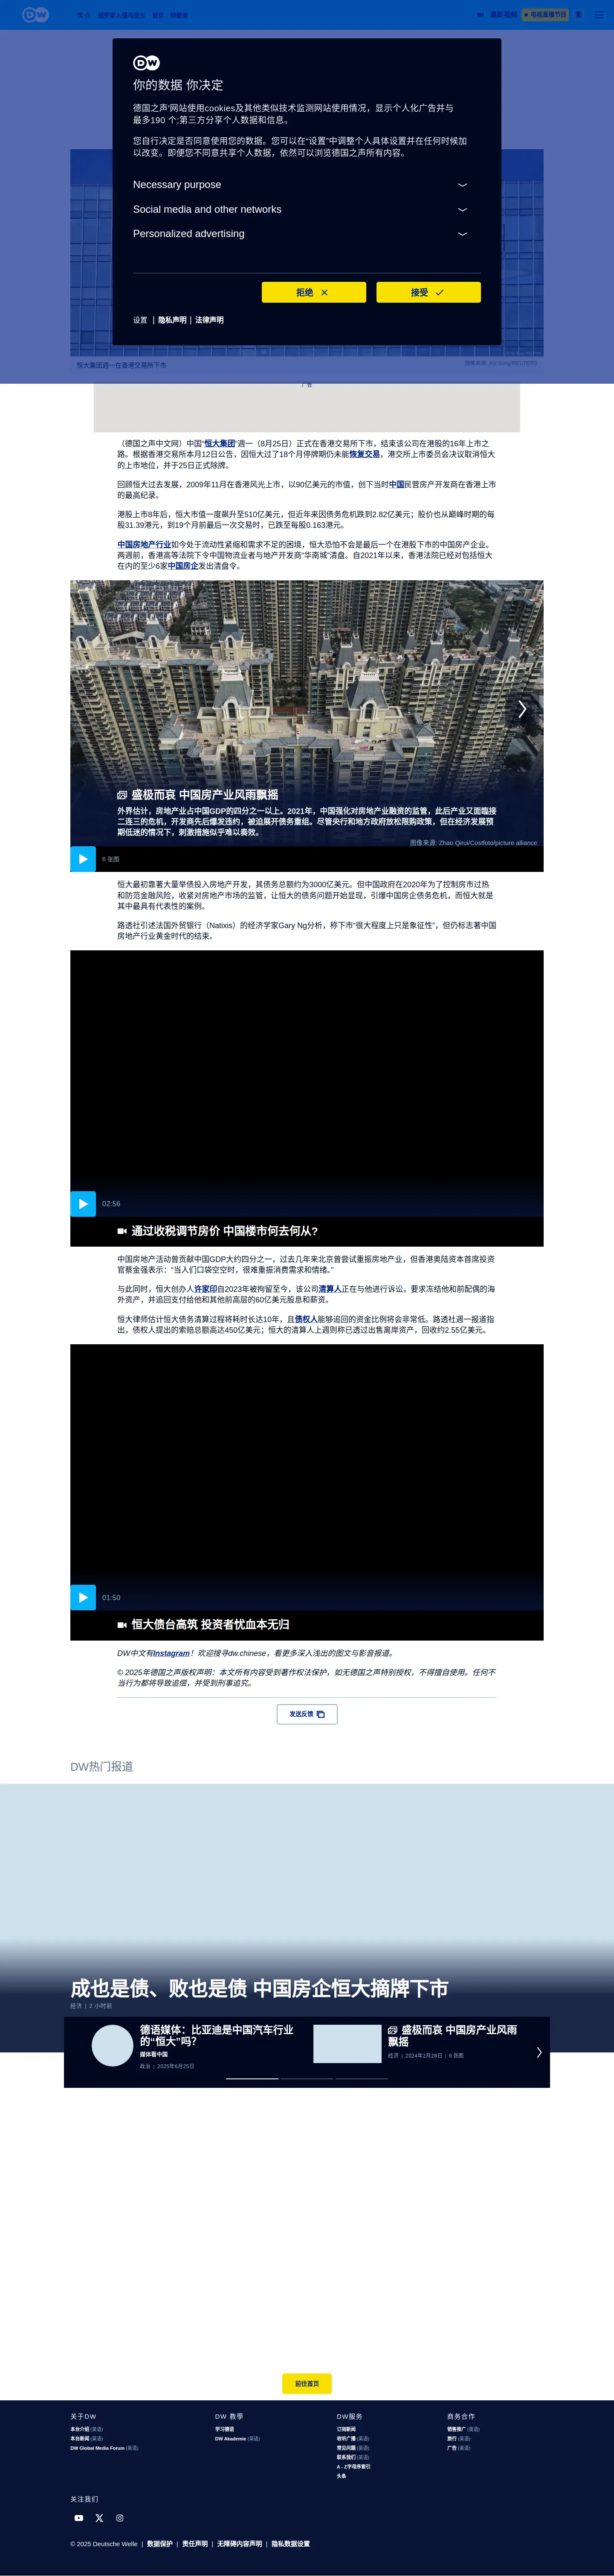 DW
最新视频
电视直播节目
繁
DW
你的数据 你决定
德国之声'网站使用cookies及其他类似技术监测网站使用情况，显示个人化广告并与
最多190 个;第三方分享个人数据和信息。
您自行决定是否同意使用您的数据。您可以在“设置”中调整个人具体设置并在任何时候加
以改变。即便您不同意共享个人数据，依然可以浏览德国之声所有内容。
Necessary purpose
Social media and other networks
Personalized advertising
拒绝
接受
设置 | 隐私声明 | 法律声明
恒大集团週一在香港交易所下市
广告
（德国之声中文网）中国“恒大集团”週一（8月25日）正式在香港交易所下市，结束该公司在港股的16年上市之
路。根据香港交易所本月12日公告，因恒大过了18个月停牌期仍未能恢复交易，港交所上市委员会决议取消恒大
的上市地位，并于25日正式除牌。
回顾恒大过去发展，2009年11月在香港风光上市，以90亿美元的市值，创下当时中国民营房产开发商在香港上市
的最高纪录。
港股上市8年后，恒大市值一度飙升至510亿美元，但近年来因债务危机跌到2.82亿美元；股价也从巅峰时期的每
股31.39港元，到19个月前最后一次交易时，已跌至每股0.163港元。
中国房地产行业如今处于流动性紧缩和需求不足的困境，恒大恐怕不会是最后一个在港股下市的中国房产企业。
两週前，香港高等法院下令中国物流业者与地产开发商“华南城”清盘。自2021年以来，香港法院已经对包括恒大
在内的至少6家中国房企发出清盘令。
盛极而衰 中国房产业风雨飘摇
外界估计，房地产业占中国GDP的四分之一以上。2021年，中国强化对房地产业融资的监管，此后产业又面临接
二连三的危机，开发商先后爆发违约，被迫展开债务重组。尽管央行和地方政府放松限购政策，但在经济发展预
期低迷的情况下，刺激措施似乎难以奏效。
图像来源: Zhao Qirui/Costfoto/picture alliance
6 张图
恒大最初靠著大量举债投入房地产开发，其债务总额约为3000亿美元。但中国政府在2020年为了控制房市过热
和防范金融风险，收紧对房地产市场的监管，让恒大的债务问题开始显现，引爆中国房企债务危机，而恒大就是
其中最具有代表性的案例。
路透社引述法国外贸银行（Natixis）的经济学家Gary Ng分析，称下市“很大程度上只是象征性”，但仍标志著中国
房地产行业黄金时代的结束。
02:56
通过收税调节房价 中国楼市何去何从?
中国房地产活动曾贡献中国GDP大约四分之一，过去几年来北京曾尝试重振房地产业，但香港奥陆资本首席投资
官蔡金强表示：“当人们口袋空空时，很难重振消费需求和情绪。”
与此同时，恒大创办人许家印自2023年被拘留至今，该公司清算人正在与他进行诉讼，要求冻结他和前配偶的海
外资产，并追回支付给他和其他前高层的60亿美元股息和薪资。
恒大律师估计恒大债务清算过程将耗时长达10年，且债权人能够追回的资金比例将会非常低。路透社週一报道指
出，债权人提出的索赔总额高达450亿美元；恒大的清算人上週则称已透过出售离岸资产，回收约2.55亿美元。
01:50
恒大债台高筑 投资者忧血本无归
DW中文有Instagram！欢迎搜寻dw.chinese，看更多深入浅出的图文与影音报道。
© 2025年德国之声版权声明：本文所有内容受到著作权法保护，如无德国之声特别授权，不得擅自使用。任何不
当行为都将导致追偿，并受到刑事追究。
发送反馈
DW热门报道
成也是债、败也是债 中国房企恒大摘牌下市
经济 | 2 小时前
德语媒体：比亚迪是中国汽车行业
的“恒大”吗?
媒体看中国
政治 | 2025年6月25日
盛极而衰 中国房产业风雨
飘摇
经济 | 2024年2月28日 | 6 张图
前往首页
关于DW
本台介绍 (英语)
本台新闻 (英语)
DW Global Media Forum (英语)
DW 教學
学习德语
DW Akademie (英语)
DW服务
订阅新闻
收听广播 (英语)
常见问题 (英语)
联系我们 (英语)
A - Z字母序索引
头条
商务合作
销售推广 (英语)
旅行 (英语)
广告 (英语)
关注我们
© 2025 Deutsche Welle | 数据保护 | 责任声明 | 无障碍内容声明 | 隐私数据设置